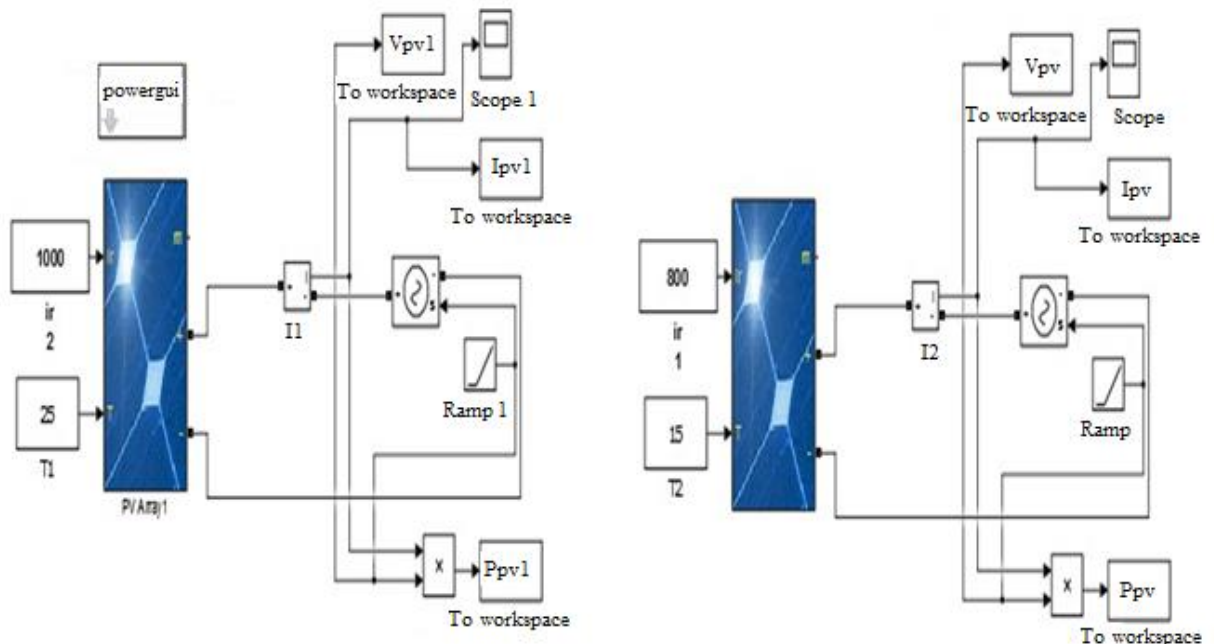 Vpv1
To workspace
Scope 1
powergui
Ipv1
To workspace
1000
ir
2
I1
25
T1
Ramp 1
PV Array1
x
Ppv1
To workspace
Vpv
To workspace
Scope
Ipv
To workspace
800
ir
1
I2
s
s
15
T2
Ramp
x
Ppv
To workspace